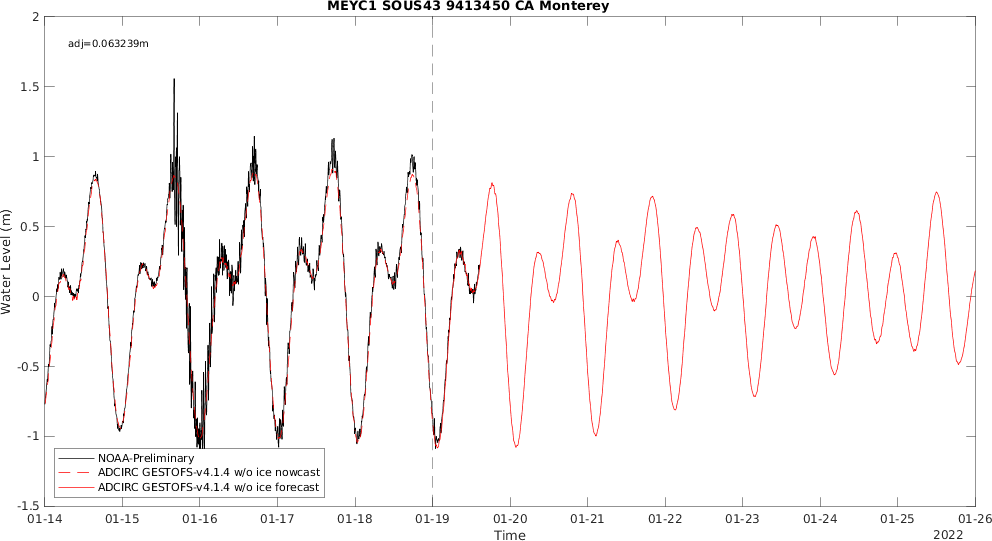 MEYC1 SOUS43 9413450 CA Monterey
adj=0.063239m
2
1.5
1
0.5
0
-0.5
-1
-1.5
Water Level (m)
NOAA-Preliminary
ADCIRC GESTOFS-v4.1.4 w/o ice nowcast
ADCIRC GESTOFS-v4.1.4 w/o ice forecast
01-14 01-15 01-16 01-17 01-18 01-19 01-20 01-21 01-22 01-23 01-24 01-25 01-26
Time
2022